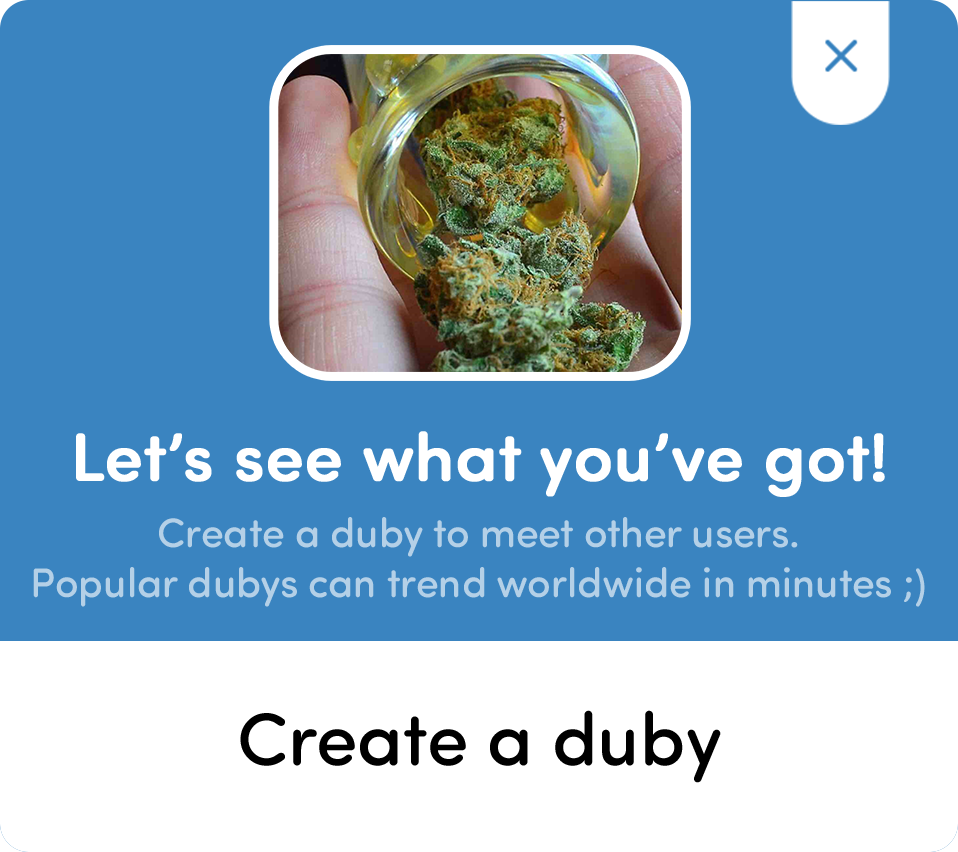 Let’s see what you’ve got!
Create a duby to meet other users.
Popular dubys can trend worldwide in minutes ;)
Create a duby